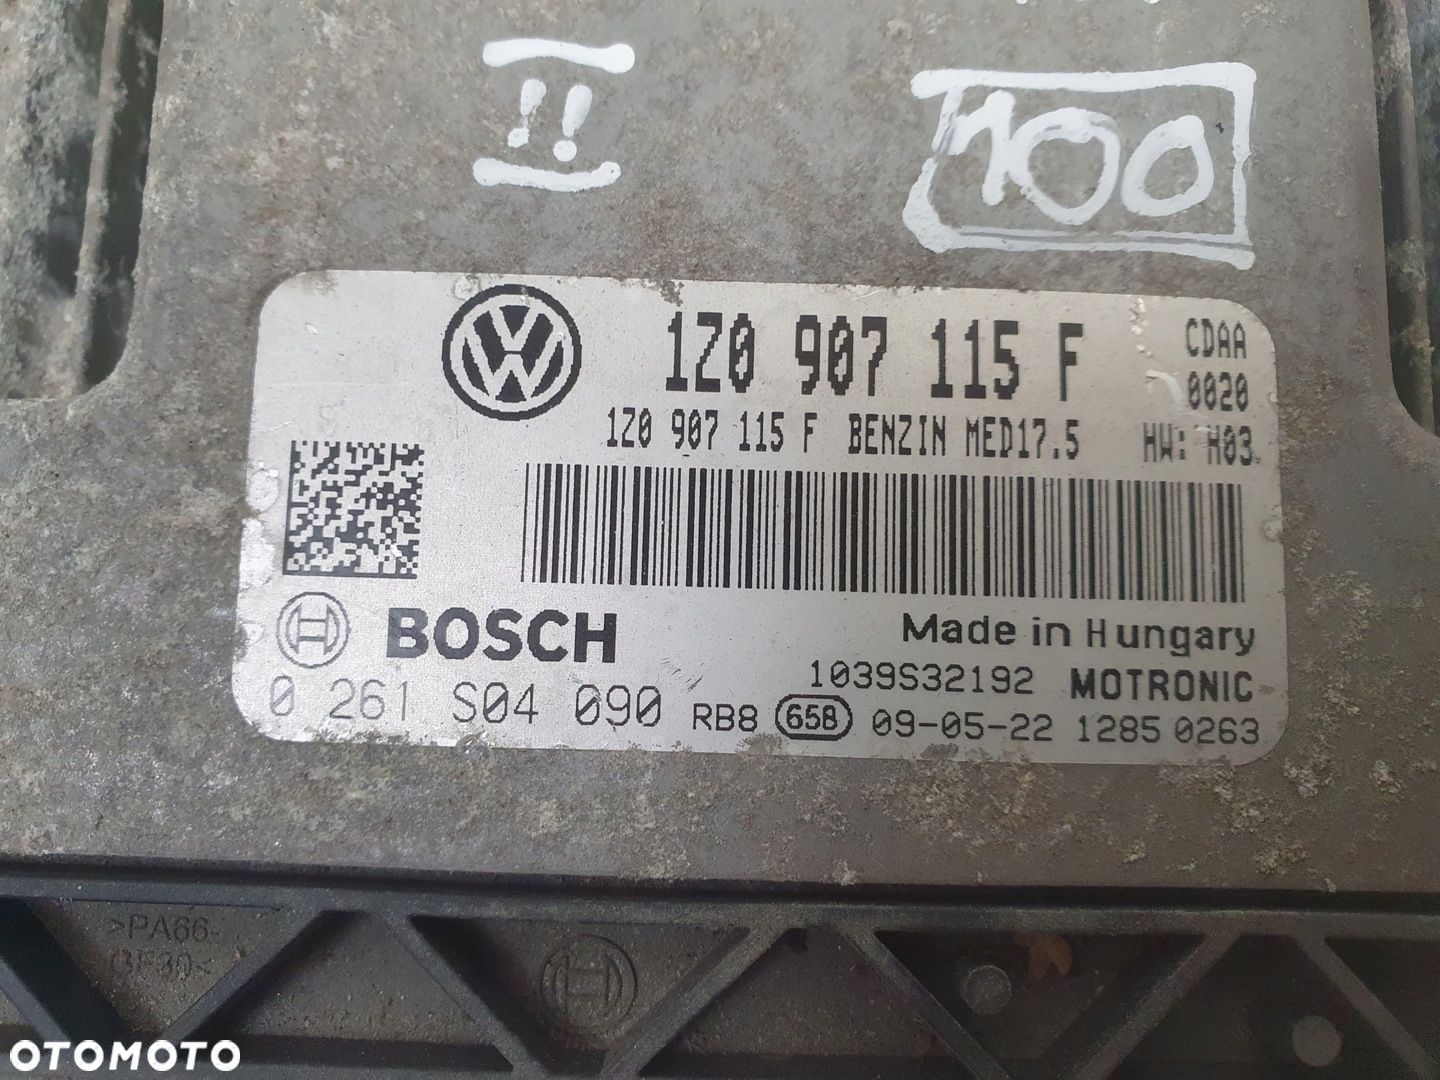 !!
100
1Z0 907 115 F CDAA
0020
1Z0 907 115 F BENZIN MED17.5 HW: H03
BOSCH Made in Hungary
1039S32192 MOTRONIC
0 261 S04 090 RB8 65B 09-05-22 1285 0263
>PA66-
GF30<
OTOMOTO